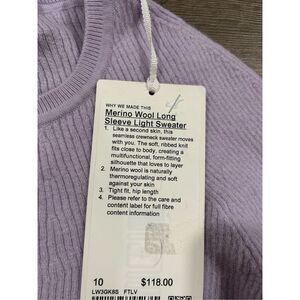 WHY WE MADE THIS
Merino Wool Long
Sleeve Light Sweater
1. Like a second skin, this
seamless crewneck sweater moves
with you. The soft, ribbed knit
fits close to body, creating a
multifunctional, form-fitting
silhouette that loves to layer
2. Merino wool is naturally
thermoregulating and soft
against your skin
3. Tight fit, hip length
4. Please refer to the care and
content label for full fibre
content information
10 $118.00
LW3GK8S FTLV